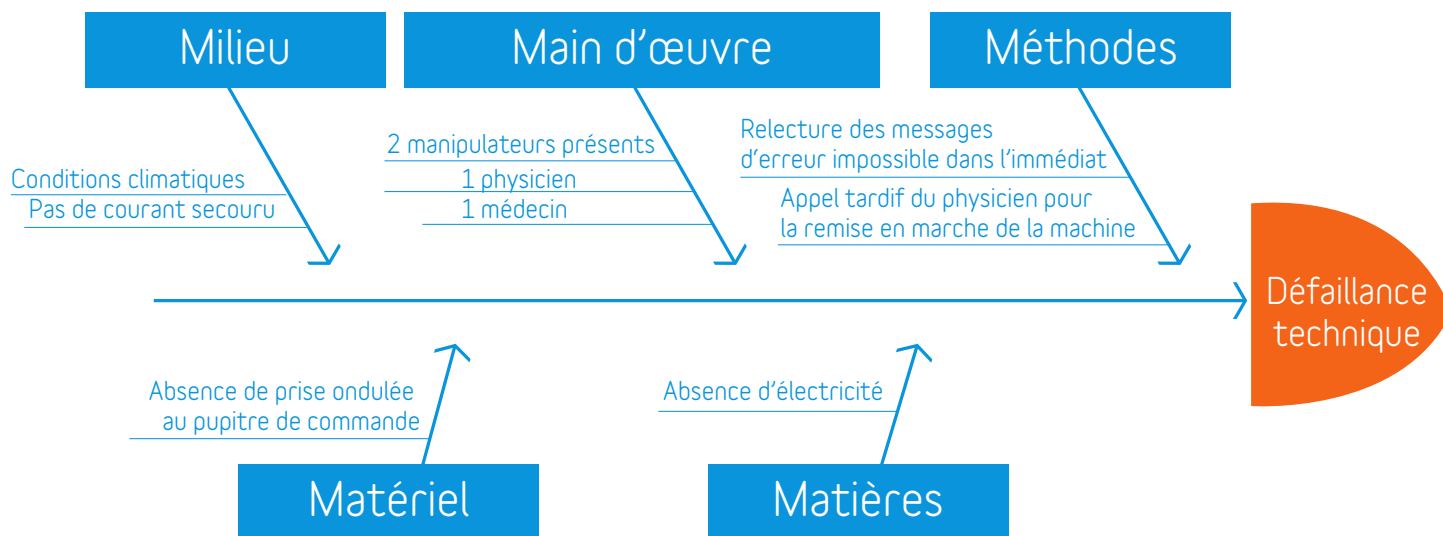 Milieu
Main d'œuvre
Méthodes
Conditions climatiques
Pas de courant secouru
2 manipulateurs présents
1 physicien
1 médecin
Relecture des messages
d'erreur impossible dans l'immédiat
Appel tardif du physicien pour
la remise en marche de la machine
Défaillance
technique
Absence de prise ondulée
au pupitre de commande
Absence d'électricité
Matériel
Matières